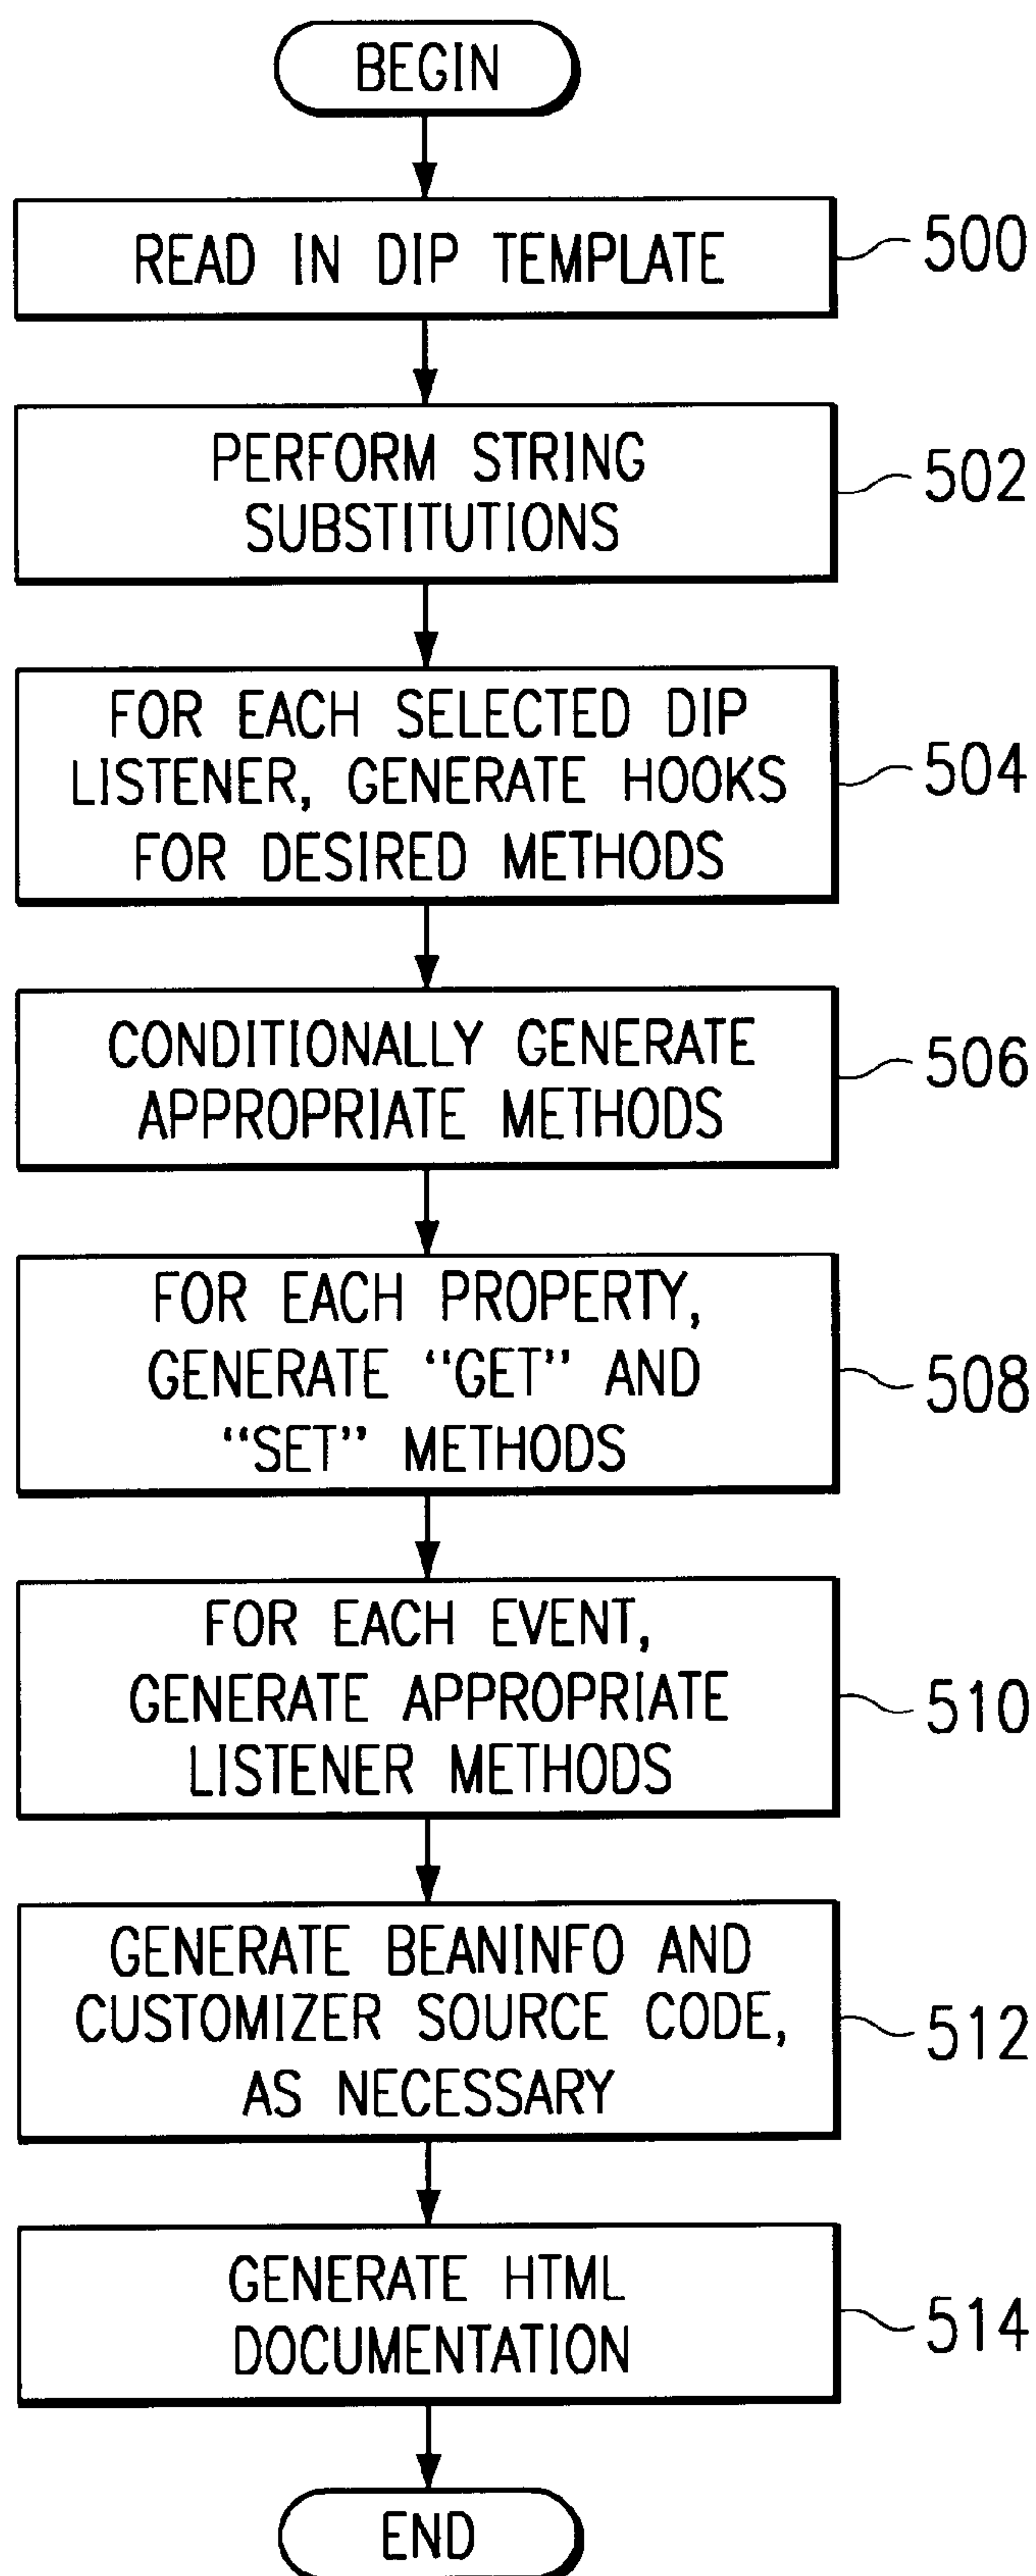 BEGIN
READ IN DIP TEMPLATE
500
PERFORM STRING
SUBSTITUTIONS
502
FOR EACH SELECTED DIP
LISTENER, GENERATE HOOKS
FOR DESIRED METHODS
504
CONDITIONALLY GENERATE
APPROPRIATE METHODS
506
FOR EACH PROPERTY,
GENERATE “GET” AND
“SET” METHODS
508
FOR EACH EVENT,
GENERATE APPROPRIATE
LISTENER METHODS
510
GENERATE BEANINFO AND
CUSTOMIZER SOURCE CODE,
AS NECESSARY
512
GENERATE HTML
DOCUMENTATION
514
END